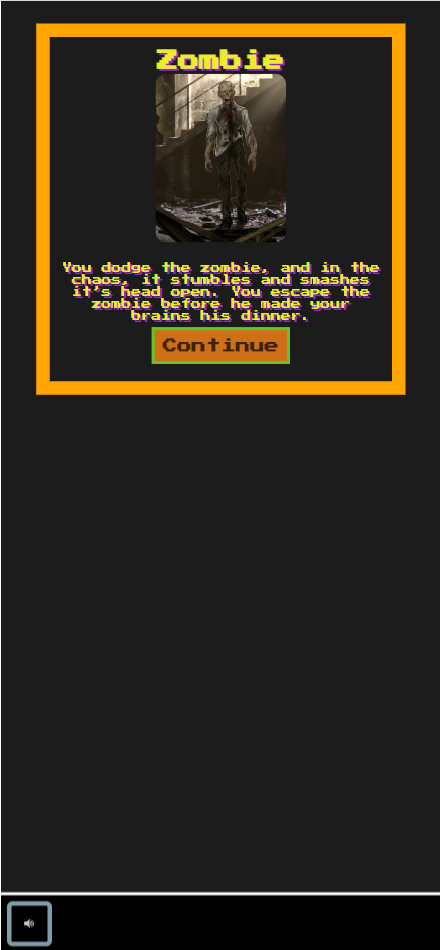 Zombie
You dodge the zombie, and in the
chaos, it stumbles and smashes
it's head open. You escape the
zombie before he made your
brains his dinner.
Continue